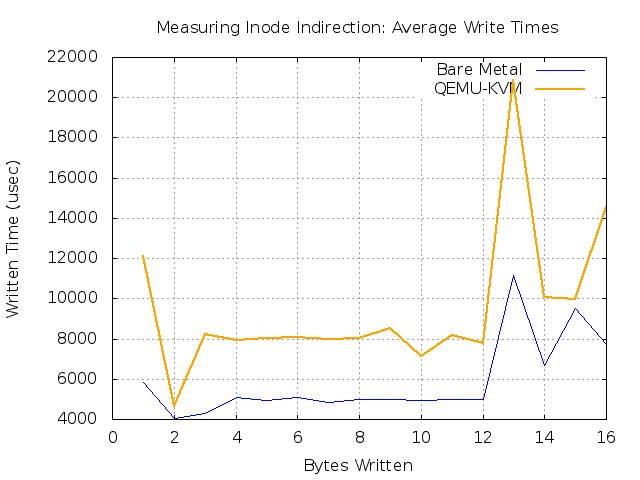 Measuring Inode Indirection: Average Write Times
22000
20000
18000
16000
14000
12000
10000
8000
6000
4000
Written Time (usec)
Bare Metal
QEMU-KVM
0 2 4 6 8 10 12 14 16
Bytes Written